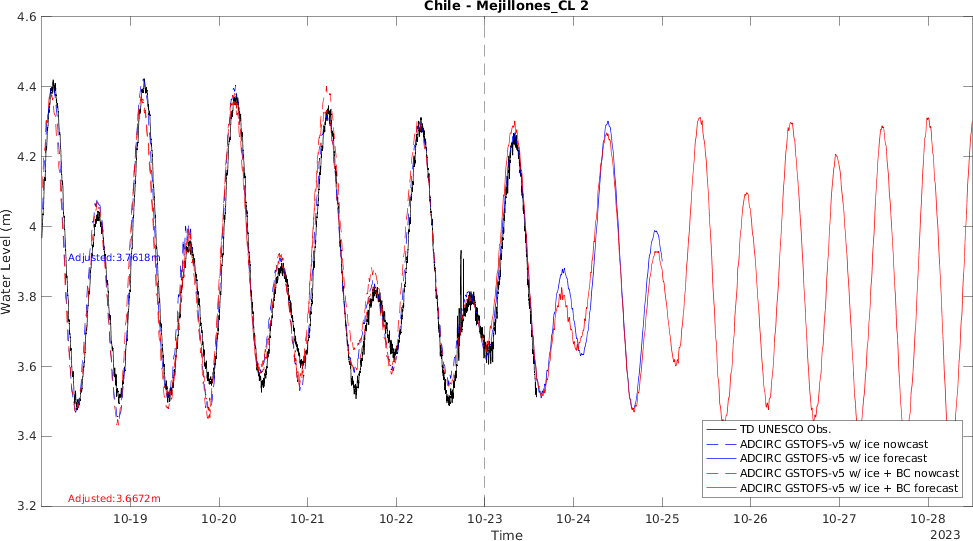 Chile - Mejillones_CL 2
4.6
4.4
4.2
4
3.8
3.6
3.4
3.2
Water Level (m)
Adjusted:3.7618m
Adjusted:3.6672m
TD UNESCO Obs.
ADCIRC GSTOFS-v5 w/ ice nowcast
ADCIRC GSTOFS-v5 w/ ice forecast
ADCIRC GSTOFS-v5 w/ ice + BC nowcast
ADCIRC GSTOFS-v5 w/ ice + BC forecast
10-19 10-20 10-21 10-22 10-23 10-24 10-25 10-26 10-27 10-28
Time
2023